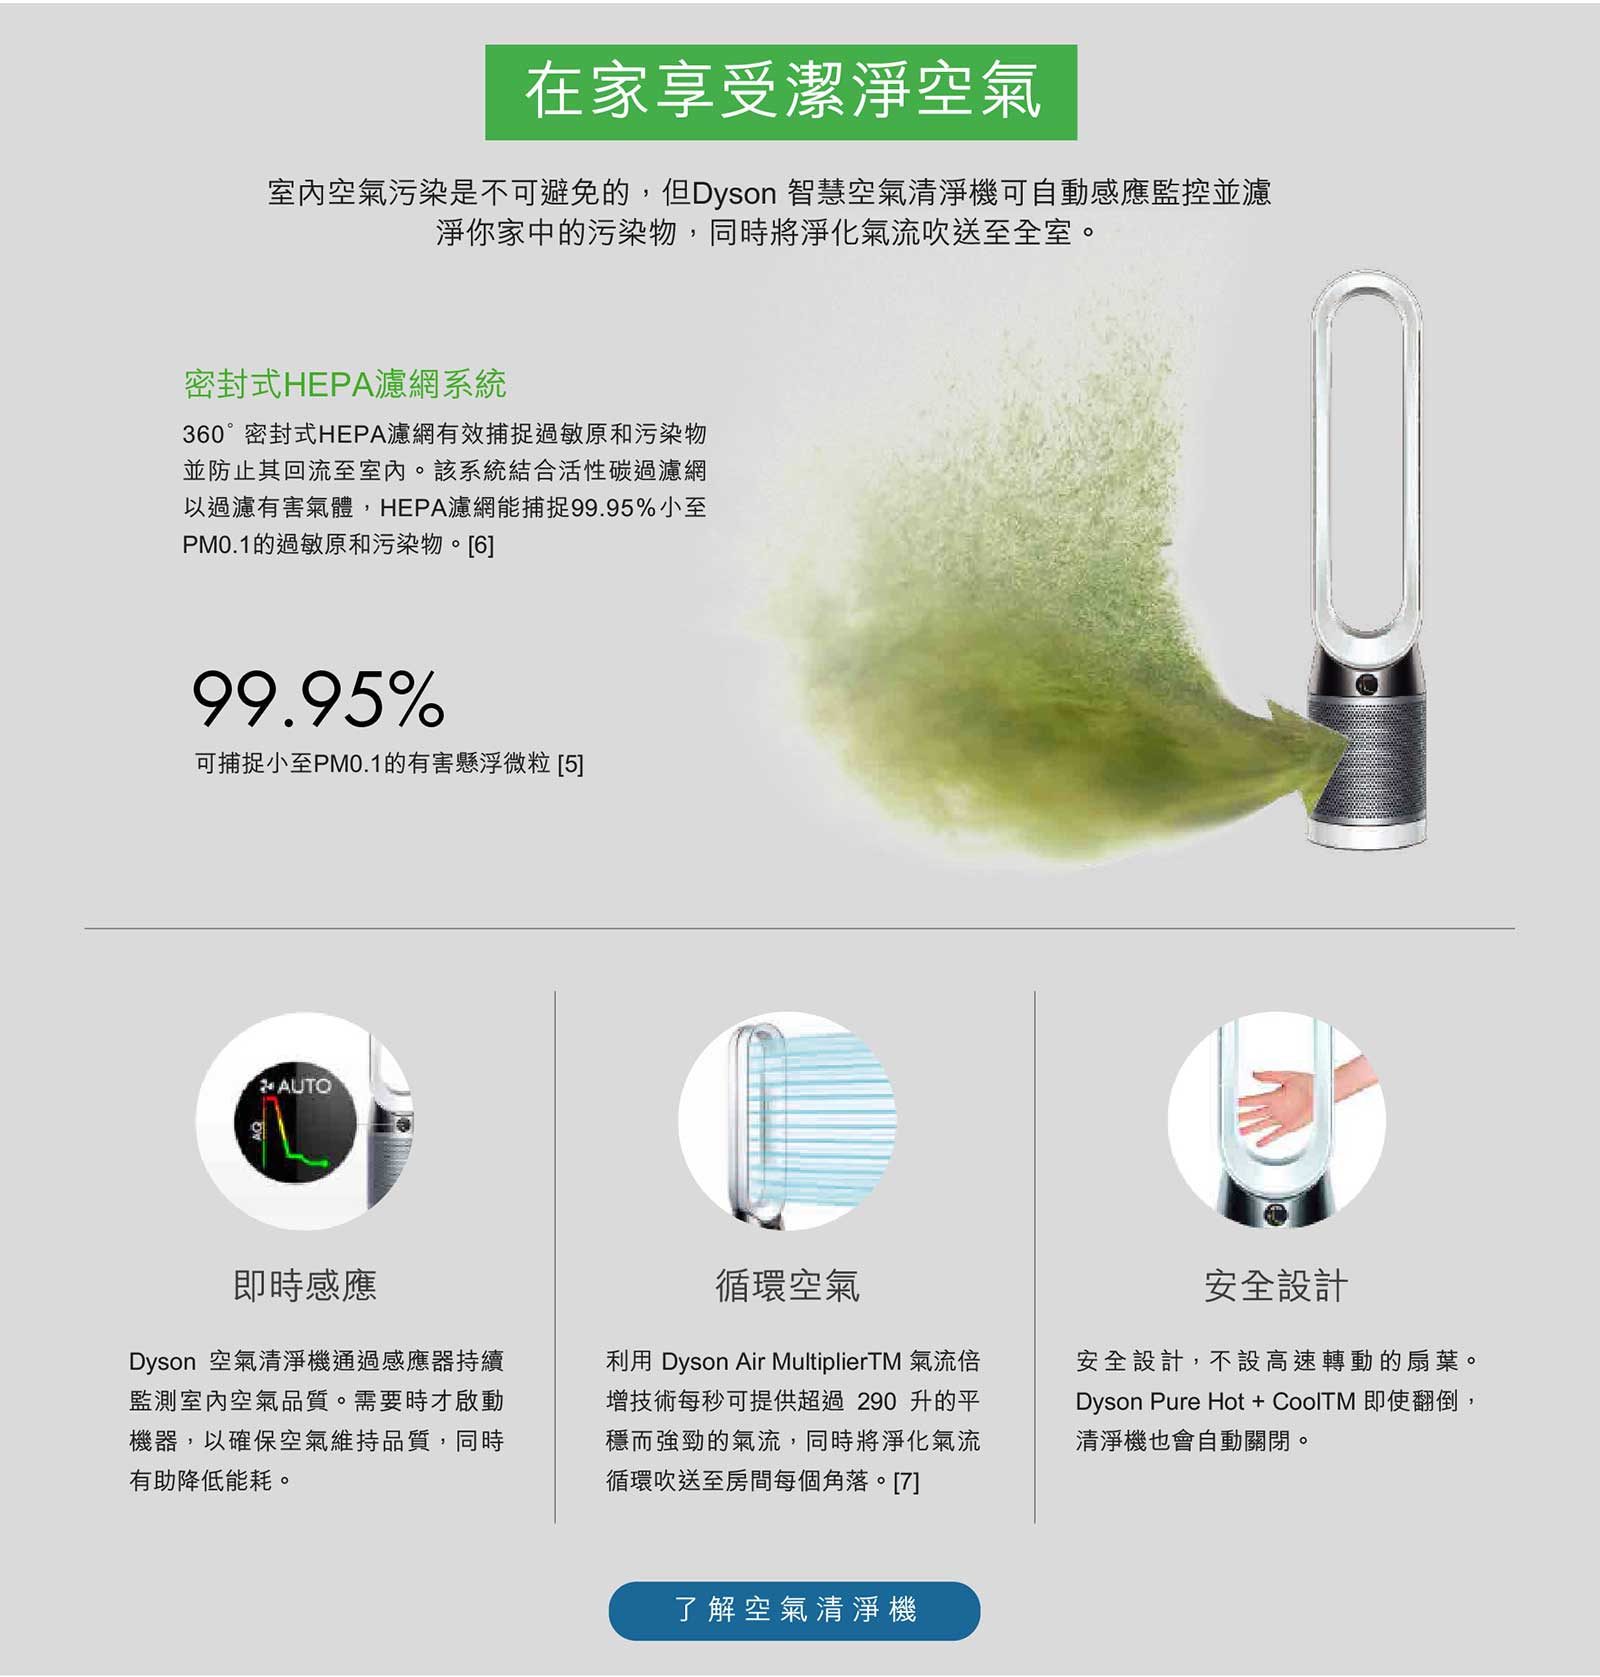 在家享受潔淨空氣
室內空氣污染是不可避免的，但Dyson 智慧空氣清淨機可自動感應監控並濾
淨你家中的污染物，同時將淨化氣流吹送至全室。
密封式HEPA濾網系統
360° 密封式HEPA濾網有效捕捉過敏原和污染物
並防止其回流至室內。該系統結合活性碳過濾網
以過濾有害氣體，HEPA濾網能捕捉99.95%小至
PM0.1的過敏原和污染物。[6]
99.95%
可捕捉小至PM0.1的有害懸浮微粒 [5]
AUTO
AQ
即時感應
Dyson 空氣清淨機通過感應器持續
監測室內空氣品質。需要時才啟動
機器，以確保空氣維持品質，同時
有助降低能耗。
循環空氣
利用 Dyson Air MultiplierTM 氣流倍
增技術每秒可提供超過 290 升的平
穩而強勁的氣流，同時將淨化氣流
循環吹送至房間每個角落。[7]
安全設計
安全設計，不設高速轉動的扇葉。
Dyson Pure Hot + CoolTM 即使翻倒，
清淨機也會自動關閉。
了解空氣清淨機